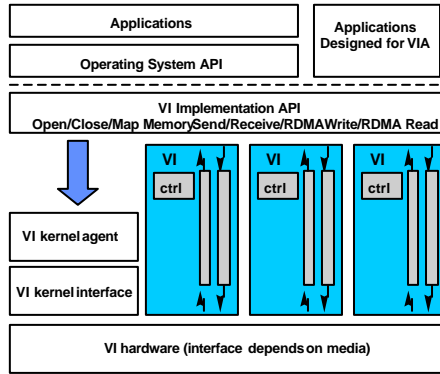 Applications
Applications
Designed for VIA
Operating System API
VI Implementation API
Open/Close/Map MemorySend/Receive/RDMAWrite/RDMA Read
VI
ctrl
VI
ctrl
VI
ctrl
VI kernel agent
VI kernel interface
VI hardware (interface depends on media)